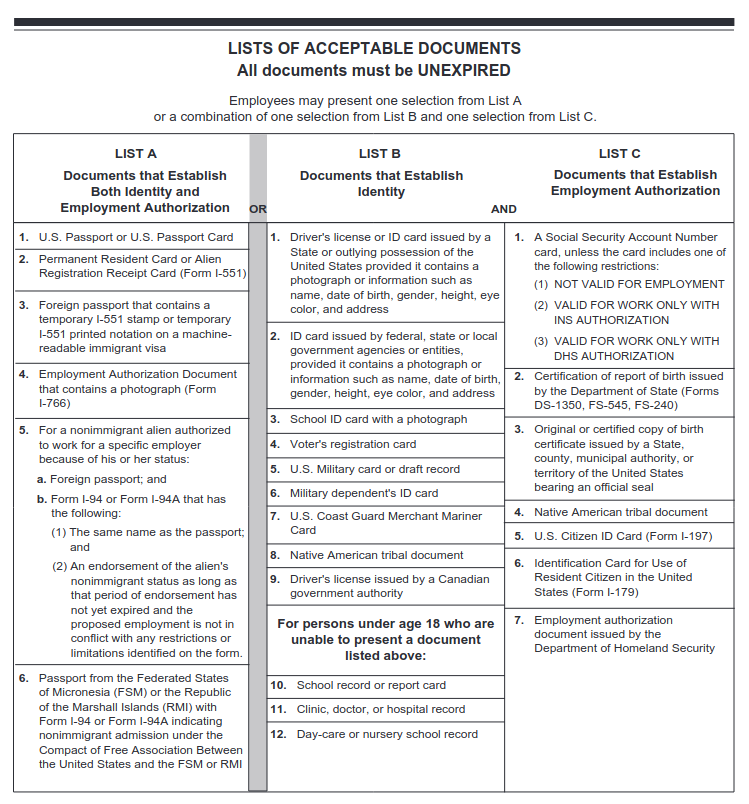 LISTS OF ACCEPTABLE DOCUMENTS
All documents must be UNEXPIRED
Employees may present one selection from List A
or a combination of one selection from List B and one selection from List C.
LIST A
Documents that Establish
Both Identity and
Employment Authorization
OR
LIST B
Documents that Establish
Identity
AND
LIST C
Documents that Establish
Employment Authorization
1. U.S. Passport or U.S. Passport Card
2. Permanent Resident Card or Alien
Registration Receipt Card (Form I-551)
3. Foreign passport that contains a
temporary I-551 stamp or temporary
I-551 printed notation on a machine-
readable immigrant visa
4. Employment Authorization Document
that contains a photograph (Form
I-766)
5. For a nonimmigrant alien authorized
to work for a specific employer
because of his or her status:
a. Foreign passport; and
b. Form I-94 or Form I-94A that has
the following:
(1) The same name as the passport;
and
(2) An endorsement of the alien's
nonimmigrant status as long as
that period of endorsement has
not yet expired and the
proposed employment is not in
conflict with any restrictions or
limitations identified on the form.
6. Passport from the Federated States
of Micronesia (FSM) or the Republic
of the Marshall Islands (RMI) with
Form I-94 or Form I-94A indicating
nonimmigrant admission under the
Compact of Free Association Between
the United States and the FSM or RMI
1. Driver's license or ID card issued by a
State or outlying possession of the
United States provided it contains a
photograph or information such as
name, date of birth, gender, height, eye
color, and address
2. ID card issued by federal, state or local
government agencies or entities,
provided it contains a photograph or
information such as name, date of birth,
gender, height, eye color, and address
3. School ID card with a photograph
4. Voter's registration card
5. U.S. Military card or draft record
6. Military dependent's ID card
7. U.S. Coast Guard Merchant Mariner
Card
8. Native American tribal document
9. Driver's license issued by a Canadian
government authority
For persons under age 18 who are
unable to present a document
listed above:
10. School record or report card
11. Clinic, doctor, or hospital record
12. Day-care or nursery school record
1. A Social Security Account Number
card, unless the card includes one of
the following restrictions:
(1) NOT VALID FOR EMPLOYMENT
(2) VALID FOR WORK ONLY WITH
INS AUTHORIZATION
(3) VALID FOR WORK ONLY WITH
DHS AUTHORIZATION
2. Certification of report of birth issued
by the Department of State (Forms
DS-1350, FS-545, FS-240)
3. Original or certified copy of birth
certificate issued by a State,
county, municipal authority, or
territory of the United States
bearing an official seal
4. Native American tribal document
5. U.S. Citizen ID Card (Form I-197)
6. Identification Card for Use of
Resident Citizen in the United
States (Form I-179)
7. Employment authorization
document issued by the
Department of Homeland Security